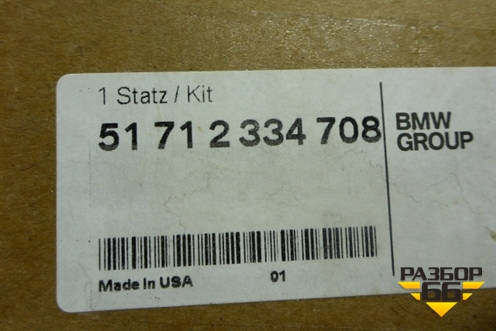 1 Statz / Kit
51 71 2 334 708
BMW
GROUP
Made In USA 01
РАЗБОР
66